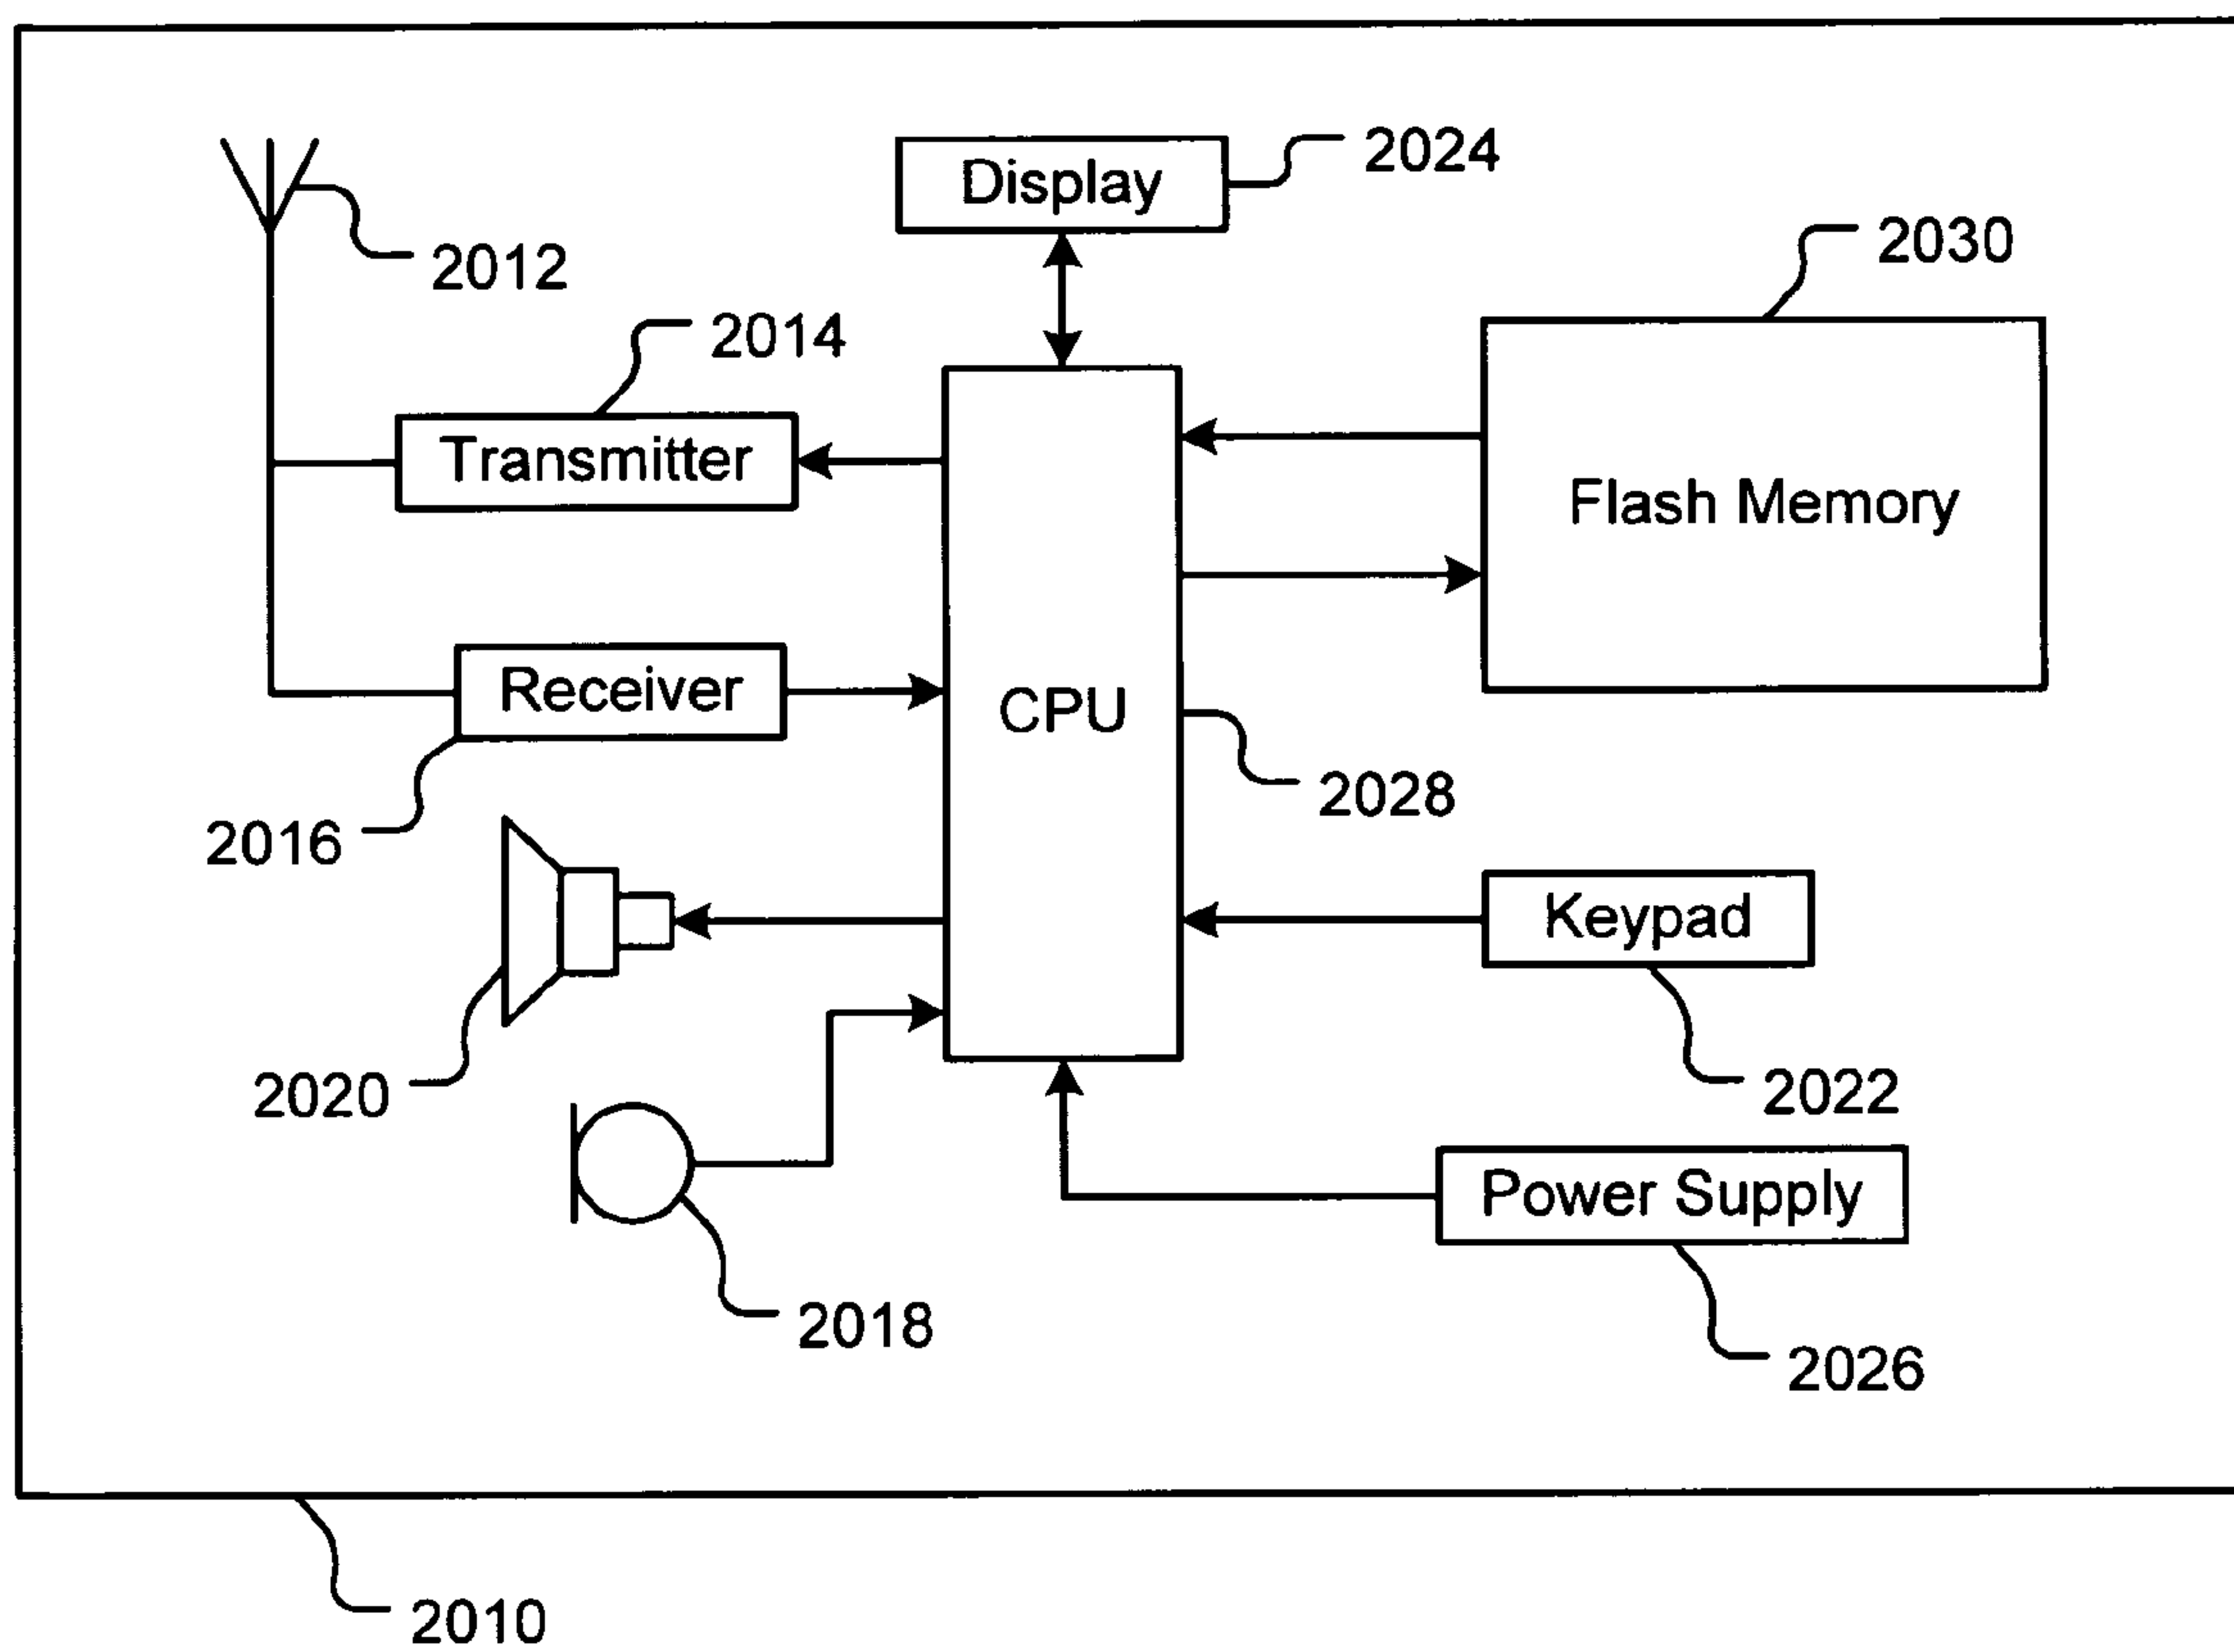 Display
2024
2030
2012
2014
Transmitter
Flash Memory
Receiver
CPU
2028
2016
Keypad
2020
2022
Power Supply
2018
2026
2010